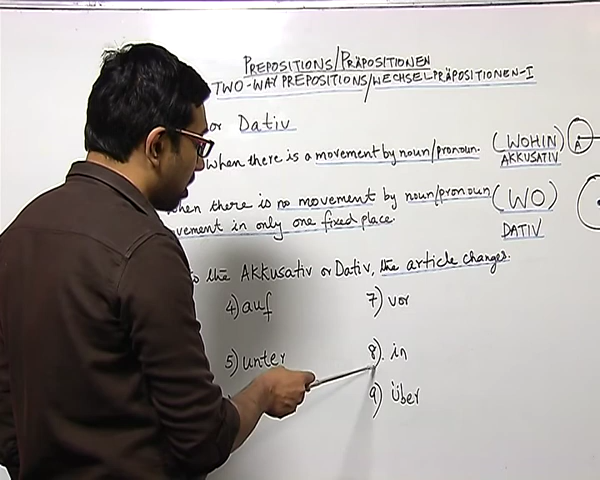 PREPOSITIONS/PRÄPOSITIONEN
TWO-WAY PREPOSITIONS/WECHSELPRÄPOSITIONEN-I
or Dativ
when there is a movement by noun/pronoun. (WOHIN) A
AKKUSATIV
when there is no movement by noun/pronoun (WO)
movement in only one fixed place.
DATIV
to the AKKUSATIV or DATIV, the article changes.
4) auf 7) vor
5) unter 8). in
9) Über